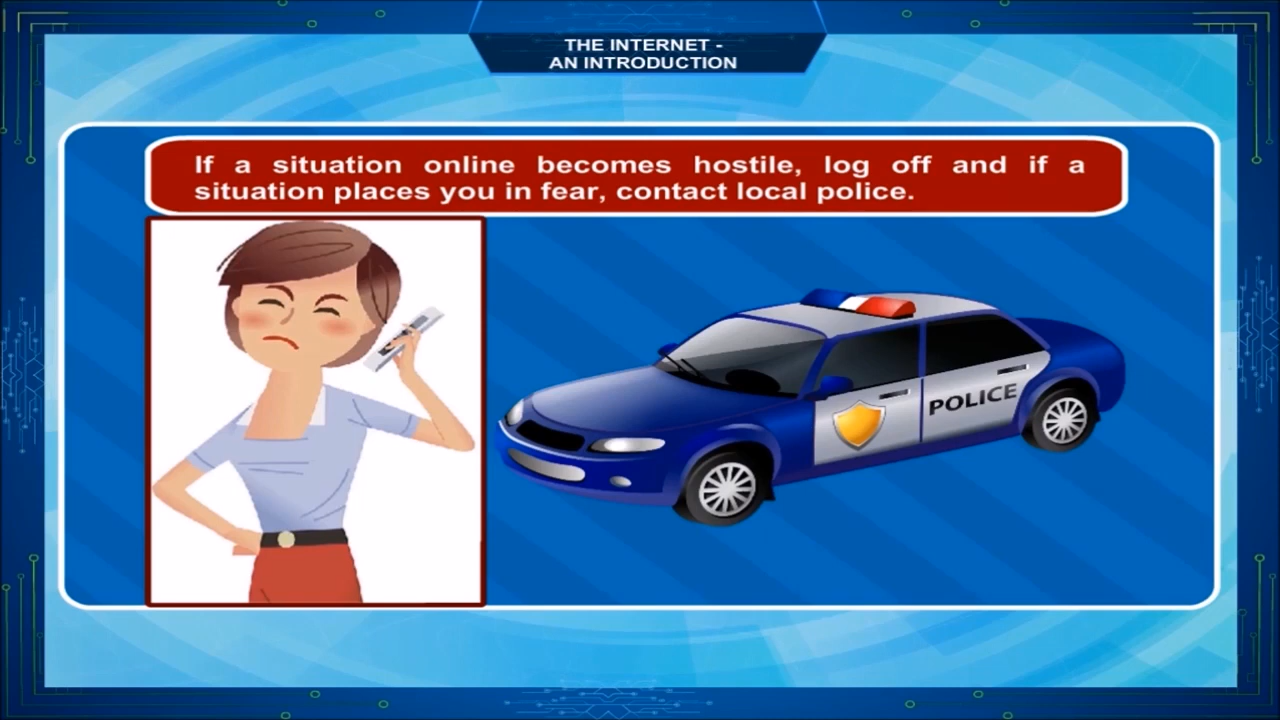 THE INTERNET -
AN INTRODUCTION
If a situation online becomes hostile, log off and if a
situation places you in fear, contact local police.
POLICE